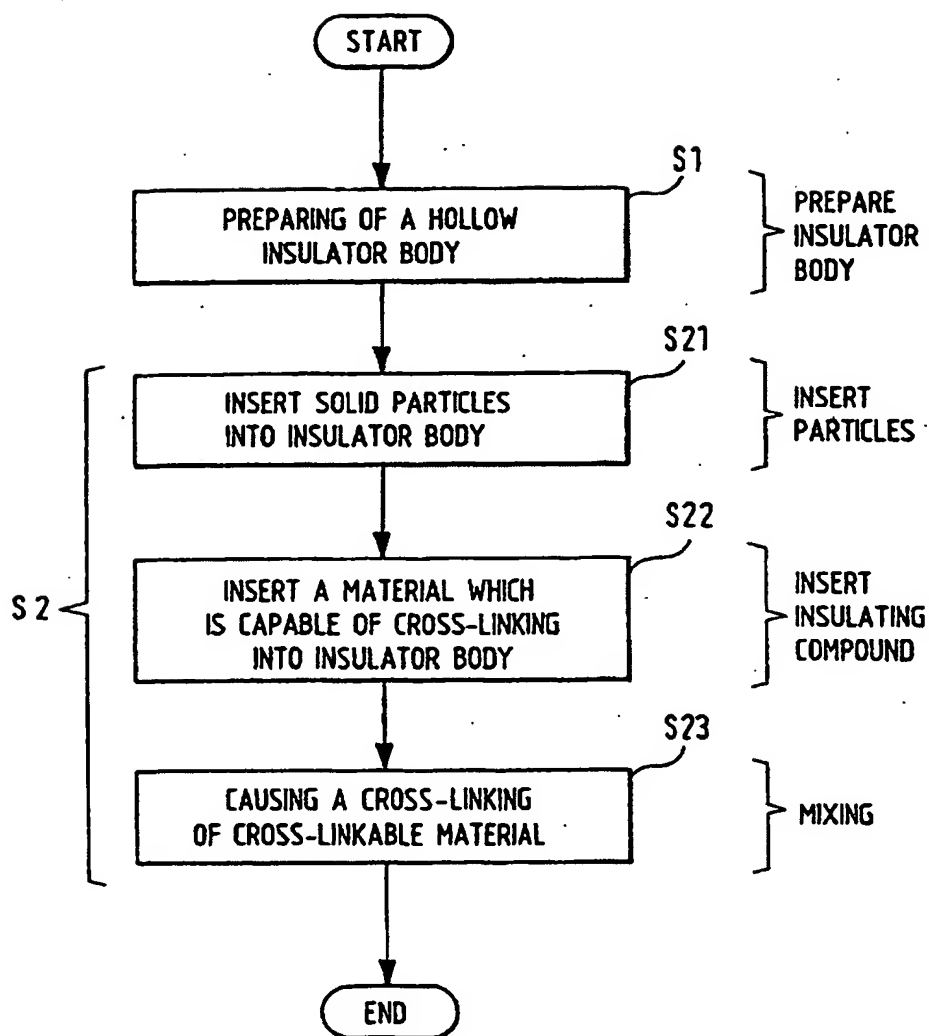 START
S1
PREPARING OF A HOLLOW
INSULATOR BODY
PREPARE
INSULATOR
BODY
S21
INSERT SOLID PARTICLES
INTO INSULATOR BODY
INSERT
PARTICLES
S22
S2
INSERT A MATERIAL WHICH
IS CAPABLE OF CROSS-LINKING
INTO INSULATOR BODY
INSERT
INSULATING
COMPOUND
S23
CAUSING A CROSS-LINKING
OF CROSS-LINKABLE MATERIAL
MIXING
END